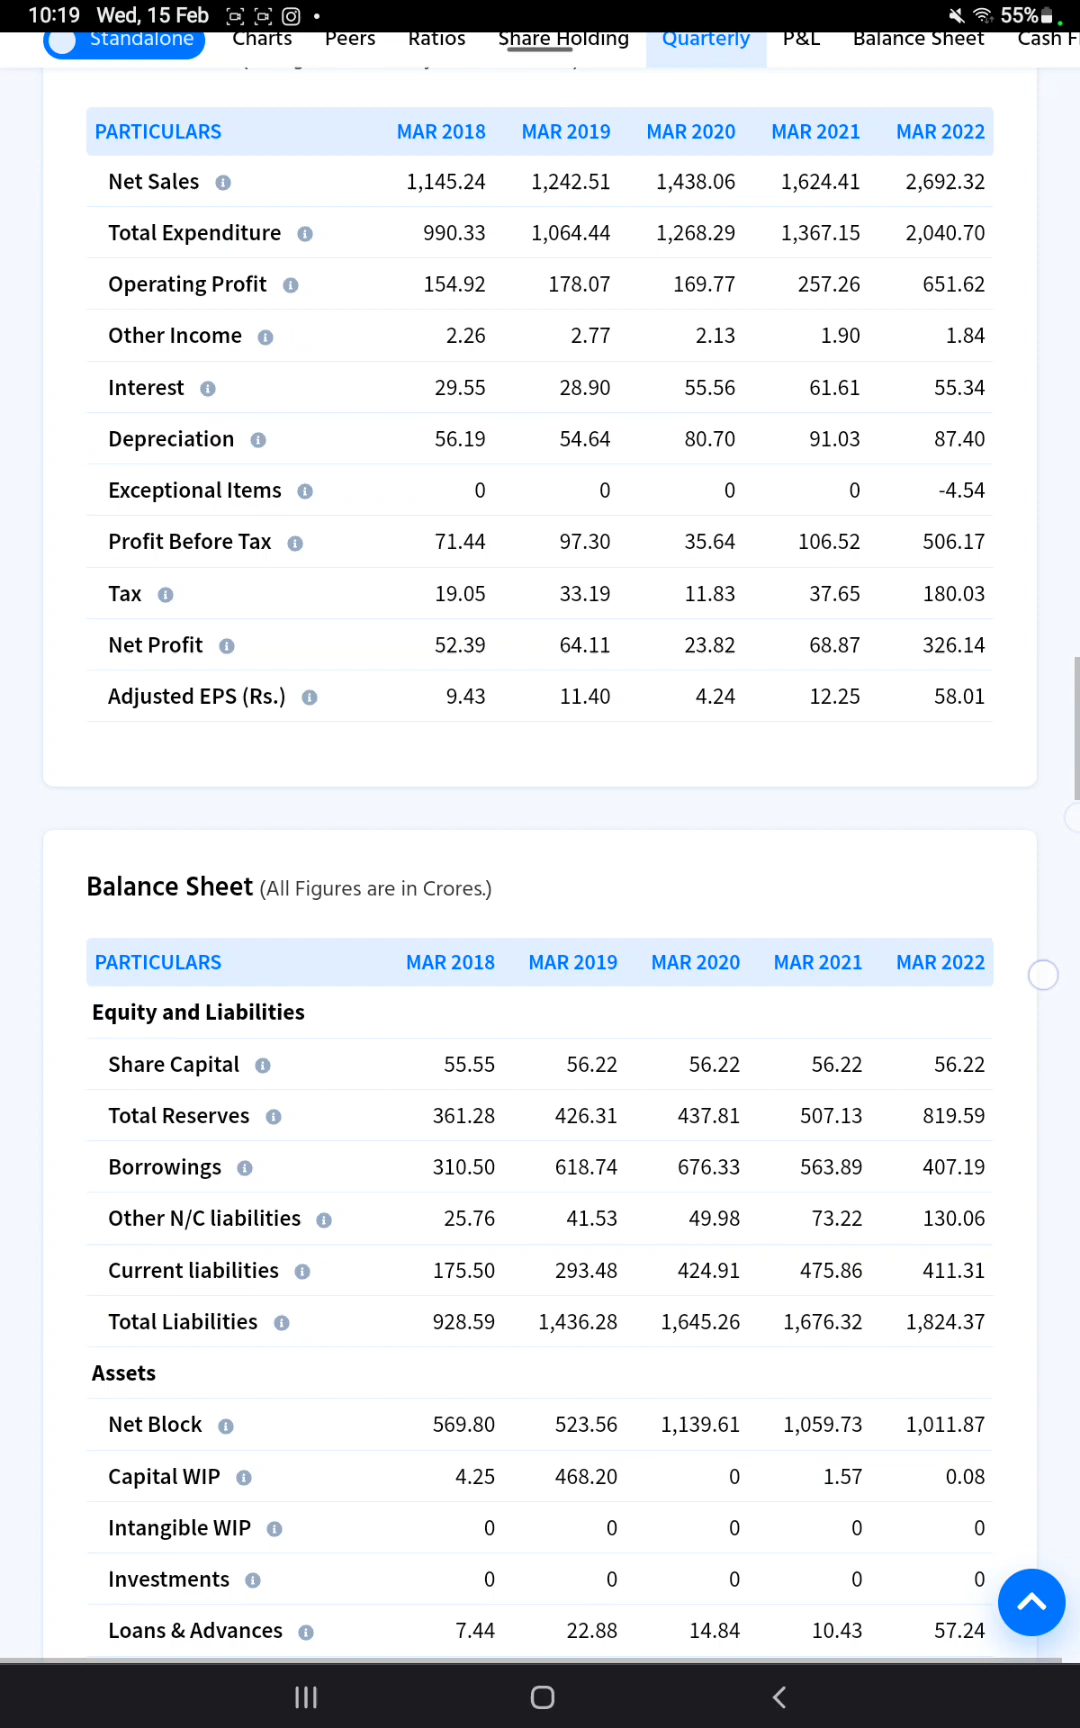 10:19 Wed, 15 Feb 55%
Standalone Charts Peers Ratios Share Holding Quarterly P&L Balance Sheet Cash F
PARTICULARS MAR 2018 MAR 2019 MAR 2020 MAR 2021 MAR 2022
Net Sales 1,145.24 1,242.51 1,438.06 1,624.41 2,692.32
Total Expenditure 990.33 1,064.44 1,268.29 1,367.15 2,040.70
Operating Profit 154.92 178.07 169.77 257.26 651.62
Other Income 2.26 2.77 2.13 1.90 1.84
Interest 29.55 28.90 55.56 61.61 55.34
Depreciation 56.19 54.64 80.70 91.03 87.40
Exceptional Items 0 0 0 0 -4.54
Profit Before Tax 71.44 97.30 35.64 106.52 506.17
Tax 19.05 33.19 11.83 37.65 180.03
Net Profit 52.39 64.11 23.82 68.87 326.14
Adjusted EPS (Rs.) 9.43 11.40 4.24 12.25 58.01
Balance Sheet (All Figures are in Crores.)
PARTICULARS MAR 2018 MAR 2019 MAR 2020 MAR 2021 MAR 2022
Equity and Liabilities
Share Capital 55.55 56.22 56.22 56.22 56.22
Total Reserves 361.28 426.31 437.81 507.13 819.59
Borrowings 310.50 618.74 676.33 563.89 407.19
Other N/C liabilities 25.76 41.53 49.98 73.22 130.06
Current liabilities 175.50 293.48 424.91 475.86 411.31
Total Liabilities 928.59 1,436.28 1,645.26 1,676.32 1,824.37
Assets
Net Block 569.80 523.56 1,139.61 1,059.73 1,011.87
Capital WIP 4.25 468.20 0 1.57 0.08
Intangible WIP 0 0 0 0 0
Investments 0 0 0 0 0
Loans & Advances 7.44 22.88 14.84 10.43 57.24